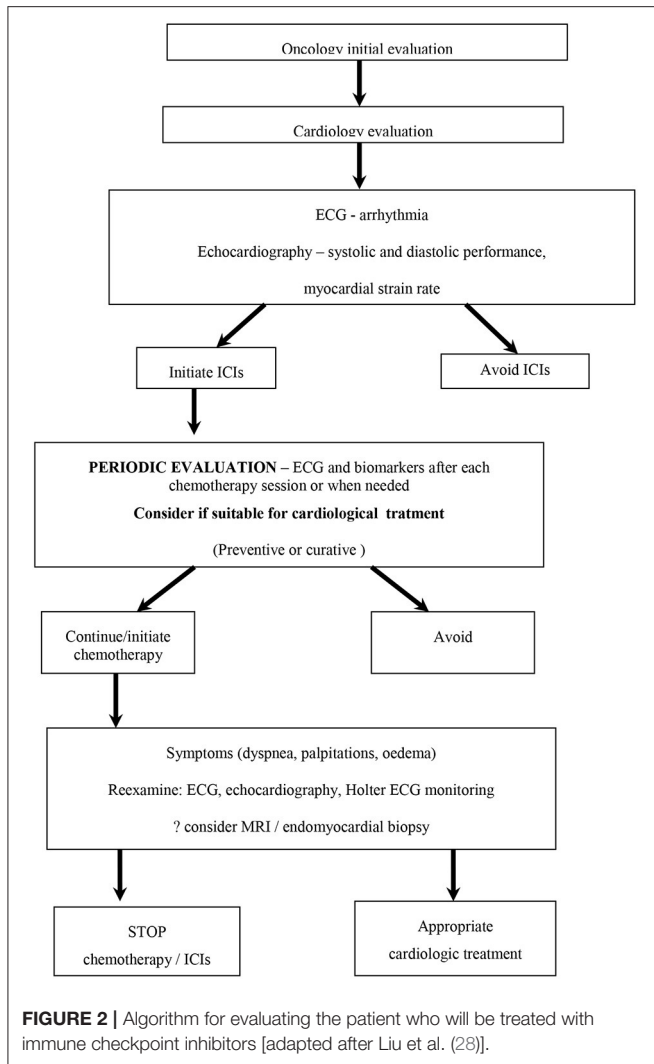 Oncology initial evaluation
Cardiology evaluation
ECG - arrhythmia
Echocardiography – systolic and diastolic performance,
myocardial strain rate
Initiate ICIs
Avoid ICIs
PERIODIC EVALUATION – ECG and biomarkers after each
chemotherapy session or when needed
Consider if suitable for cardiological tratment
(Preventive or curative )
Continue/initiate
chemotherapy
Avoid
Symptoms (dyspnea, palpitations, oedema)
Reexamine: ECG, echocardiography, Holter ECG monitoring
? consider MRI / endomyocardial biopsy
STOP
chemotherapy / ICIs
Appropriate
cardiologic treatment
FIGURE 2 | Algorithm for evaluating the patient who will be treated with
immune checkpoint inhibitors [adapted after Liu et al. (28)].